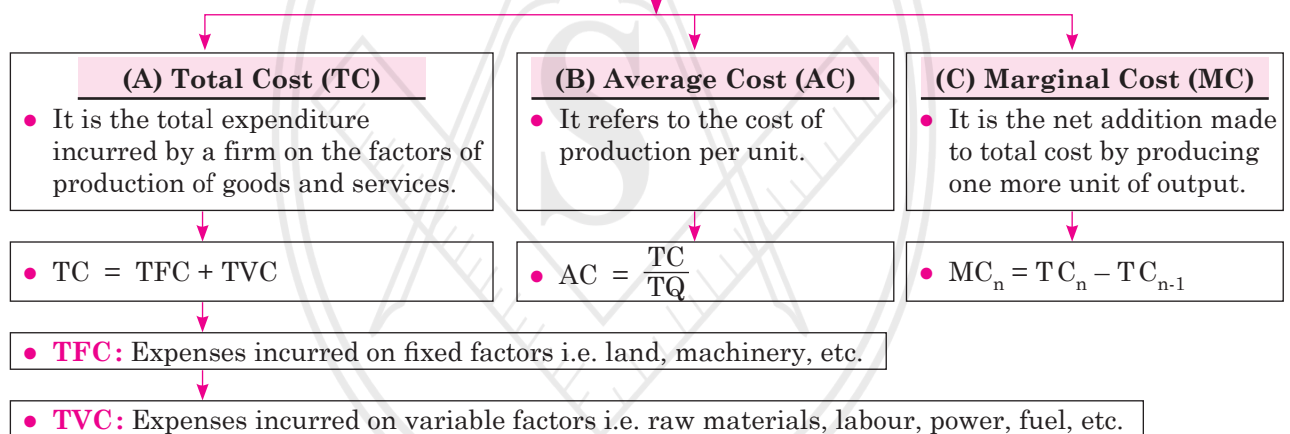 (A) Total Cost (TC)
• It is the total expenditure
incurred by a firm on the factors of
production of goods and services.
(B) Average Cost (AC)
• It refers to the cost of
production per unit.
(C) Marginal Cost (MC)
• It is the net addition made
to total cost by producing
one more unit of output.
• TC = TFC + TVC
• AC = TC/TQ
• MCₙ = TCₙ – TCₙ₋₁
• TFC: Expenses incurred on fixed factors i.e. land, machinery, etc.
• TVC: Expenses incurred on variable factors i.e. raw materials, labour, power, fuel, etc.
S